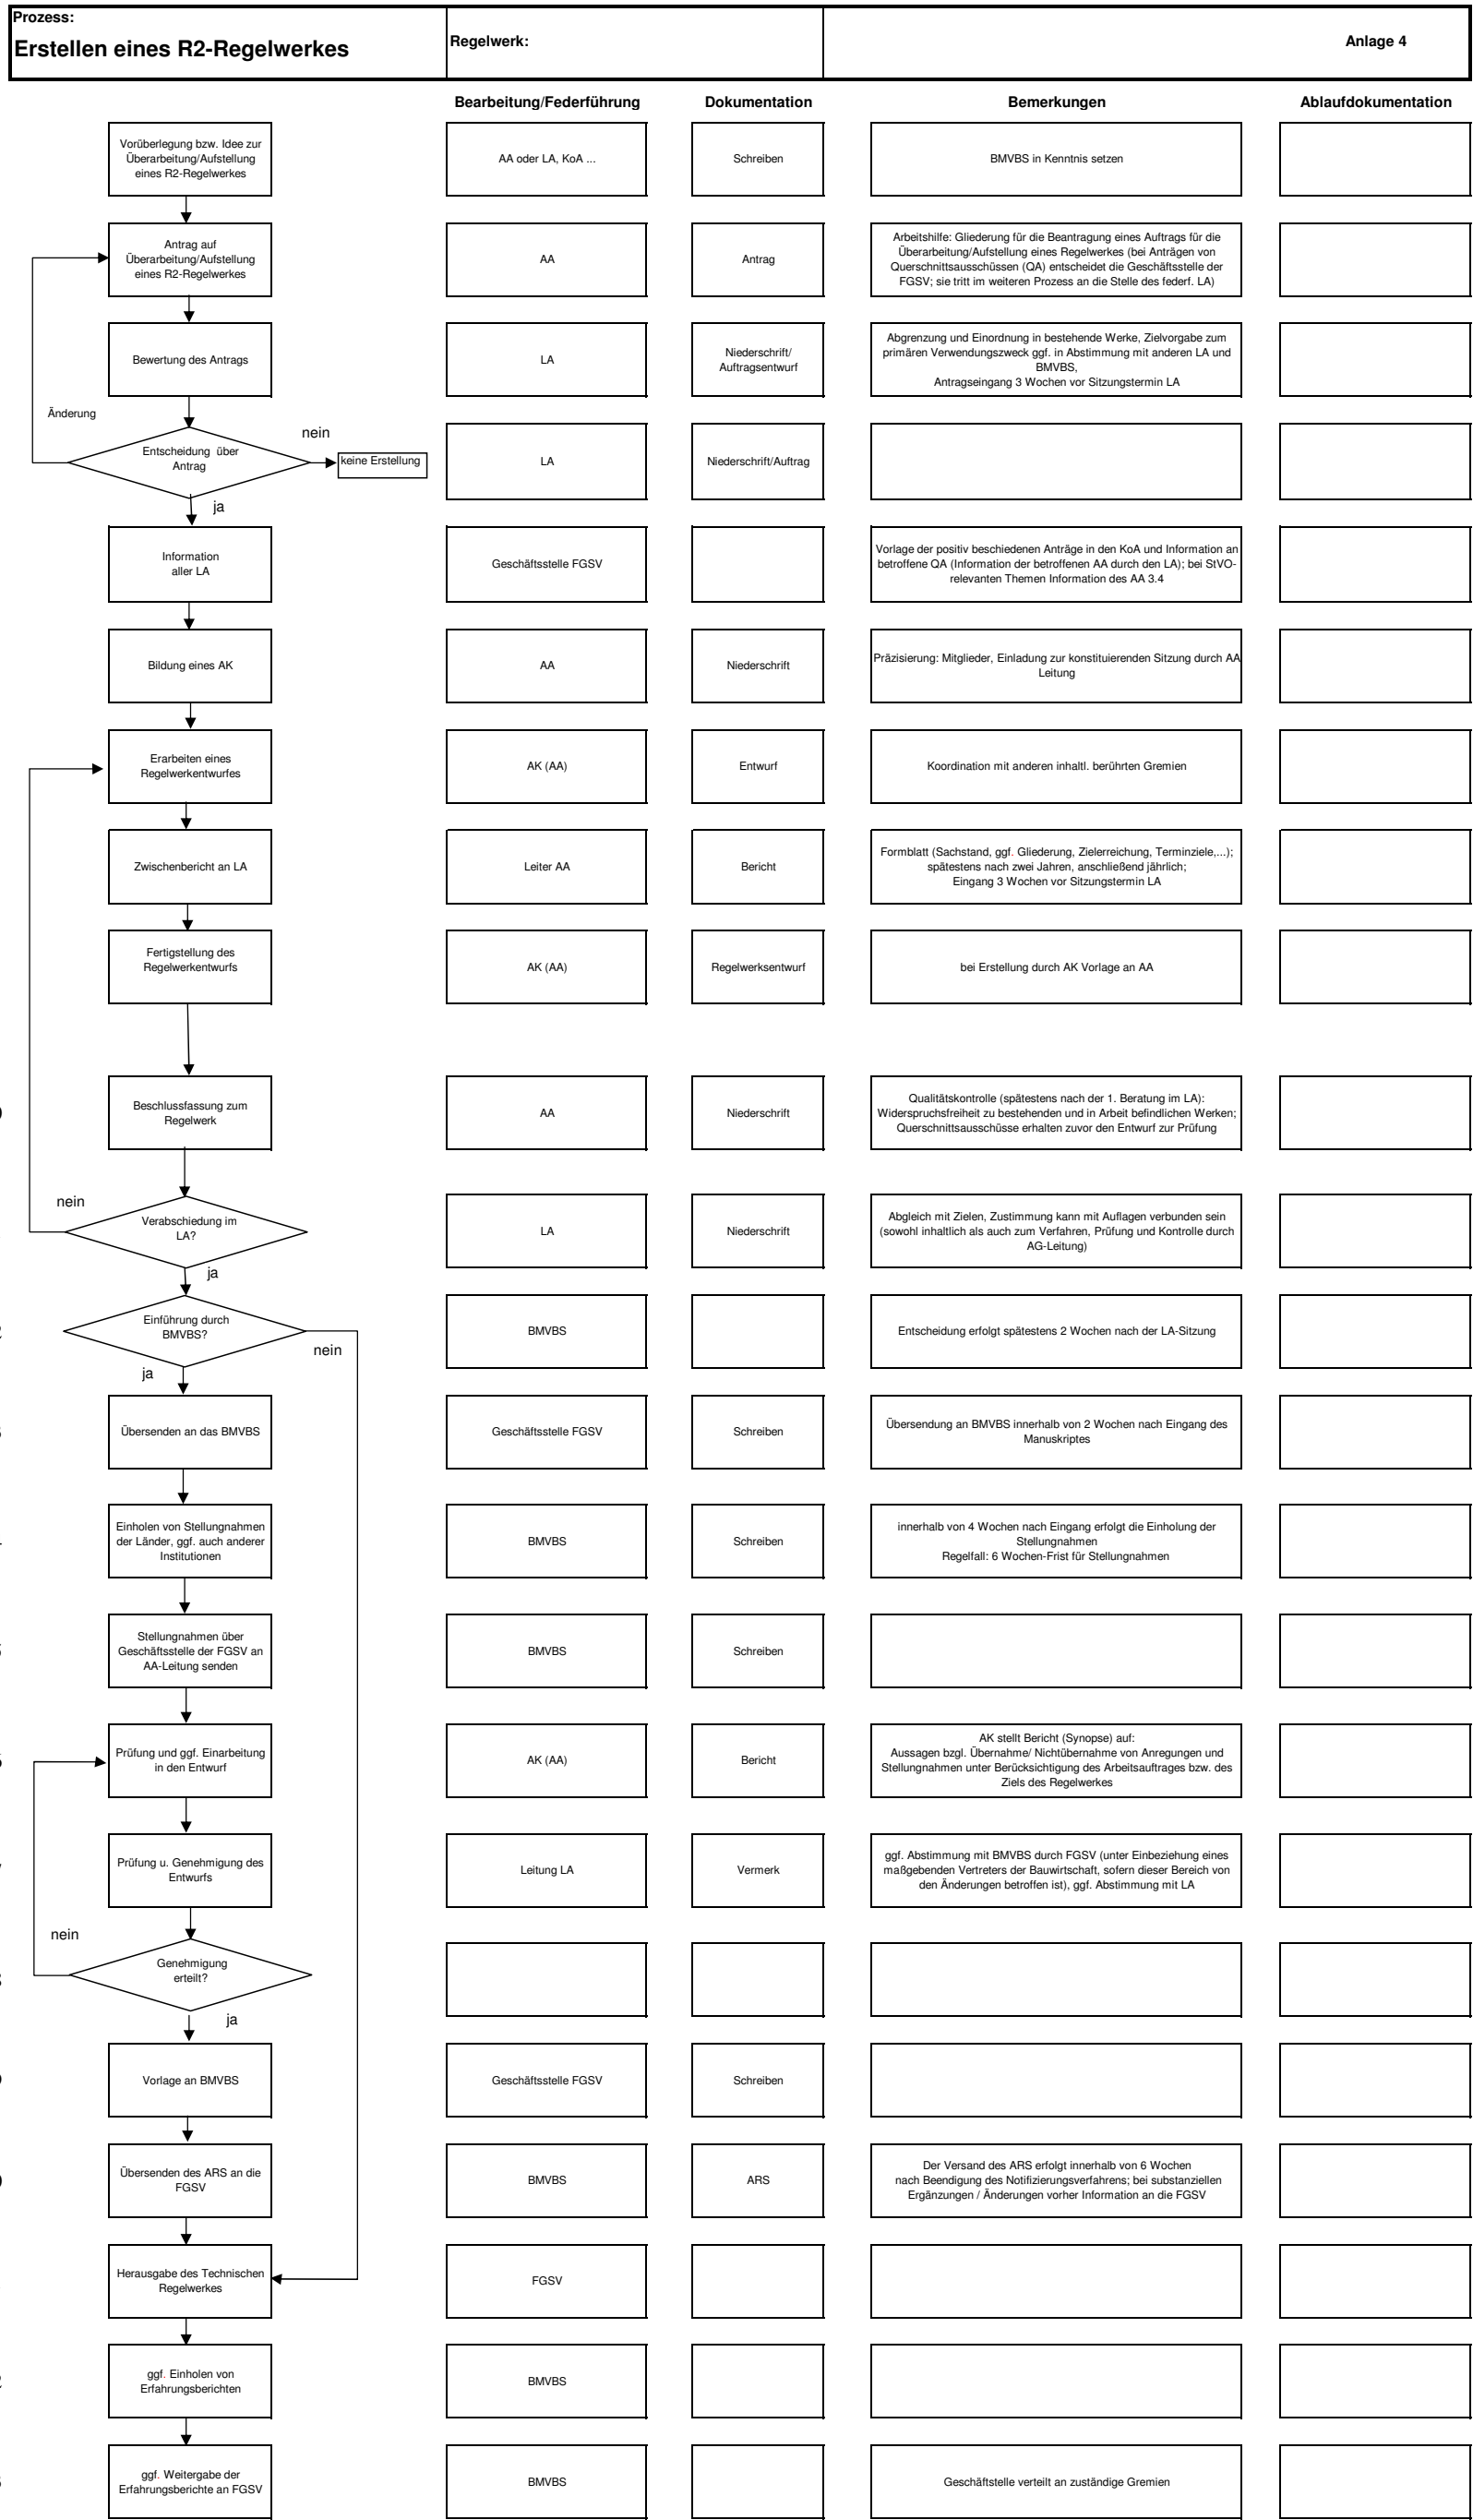 Prozess:
Erstellen eines R2-Regelwerkes
Regelwerk:
Anlage 4
Bearbeitung/Federführung
Dokumentation
Bemerkungen
Ablaufdokumentation
Vorüberlegung bzw. Idee zur
Überarbeitung/Aufstellung
eines R2-Regelwerkes
AA oder LA, KoA ...
Schreiben
BMVBS in Kenntnis setzen
Antrag auf
Überarbeitung/Aufstellung
eines R2-Regelwerkes
AA
Antrag
Arbeitshilfe: Gliederung für die Beantragung eines Auftrags für die
Überarbeitung/Aufstellung eines Regelwerkes (bei Anträgen von
Querschnittsausschüssen (QA) entscheidet die Geschäftsstelle der
FGSV; sie tritt im weiteren Prozess an die Stelle des federf. LA)
Bewertung des Antrags
LA
Niederschrift/
Auftragsentwurf
Abgrenzung und Einordnung in bestehende Werke, Zielvorgabe zum
primären Verwendungszweck ggf. in Abstimmung mit anderen LA und
BMVBS,
Antragseingang 3 Wochen vor Sitzungstermin LA
Änderung
nein
Entscheidung über
Antrag
keine Erstellung
ja
LA
Niederschrift/Auftrag
Information
aller LA
Geschäftsstelle FGSV
Vorlage der positiv beschiedenen Anträge in den KoA und Information an
betroffene QA (Information der betroffenen AA durch den LA); bei StVO-
relevanten Themen Information des AA 3.4
Bildung eines AK
AA
Niederschrift
Präzisierung: Mitglieder, Einladung zur konstituierenden Sitzung durch AA
Leitung
Erarbeiten eines
Regelwerkentwurfes
AK (AA)
Entwurf
Koordination mit anderen inhaltl. berührten Gremien
Zwischenbericht an LA
Leiter AA
Bericht
Formblatt (Sachstand, ggf. Gliederung, Zielerreichung, Terminziele,...);
spätestens nach zwei Jahren, anschließend jährlich;
Eingang 3 Wochen vor Sitzungstermin LA
Fertigstellung des
Regelwerkentwurfs
AK (AA)
Regelwerksentwurf
bei Erstellung durch AK Vorlage an AA
Beschlussfassung zum
Regelwerk
AA
Niederschrift
Qualitätskontrolle (spätestens nach der 1. Beratung im LA):
Widerspruchsfreiheit zu bestehenden und in Arbeit befindlichen Werken;
Querschnittsausschüsse erhalten zuvor den Entwurf zur Prüfung
nein
Verabschiedung im
LA?
ja
LA
Niederschrift
Abgleich mit Zielen, Zustimmung kann mit Auflagen verbunden sein
(sowohl inhaltlich als auch zum Verfahren, Prüfung und Kontrolle durch
AG-Leitung)
Einführung durch
BMVBS?
nein
ja
BMVBS
Entscheidung erfolgt spätestens 2 Wochen nach der LA-Sitzung
Übersenden an das BMVBS
Geschäftsstelle FGSV
Schreiben
Übersendung an BMVBS innerhalb von 2 Wochen nach Eingang des
Manuskriptes
Einholen von Stellungnahmen
der Länder, ggf. auch anderer
Institutionen
BMVBS
Schreiben
innerhalb von 4 Wochen nach Eingang erfolgt die Einholung der
Stellungnahmen
Regelfall: 6 Wochen-Frist für Stellungnahmen
Stellungnahmen über
Geschäftsstelle der FGSV an
AA-Leitung senden
BMVBS
Schreiben
Prüfung und ggf. Einarbeitung
in den Entwurf
AK (AA)
Bericht
AK stellt Bericht (Synopse) auf:
Aussagen bzgl. Übernahme/ Nichtübernahme von Anregungen und
Stellungnahmen unter Berücksichtigung des Arbeitsauftrages bzw. des
Ziels des Regelwerkes
Prüfung u. Genehmigung des
Entwurfs
Leitung LA
Vermerk
ggf. Abstimmung mit BMVBS durch FGSV (unter Einbeziehung eines
maßgebenden Vertreters der Bauwirtschaft, sofern dieser Bereich von
den Änderungen betroffen ist), ggf. Abstimmung mit LA
nein
Genehmigung
erteilt?
ja
Vorlage an BMVBS
Geschäftsstelle FGSV
Schreiben
Übersenden des ARS an die
FGSV
BMVBS
ARS
Der Versand des ARS erfolgt innerhalb von 6 Wochen
nach Beendigung des Notifizierungsverfahrens; bei substanziellen
Ergänzungen / Änderungen vorher Information an die FGSV
Herausgabe des Technischen
Regelwerkes
FGSV
ggf. Einholen von
Erfahrungsberichten
BMVBS
ggf. Weitergabe der
Erfahrungsberichte an FGSV
BMVBS
Geschäftstelle verteilt an zuständige Gremien